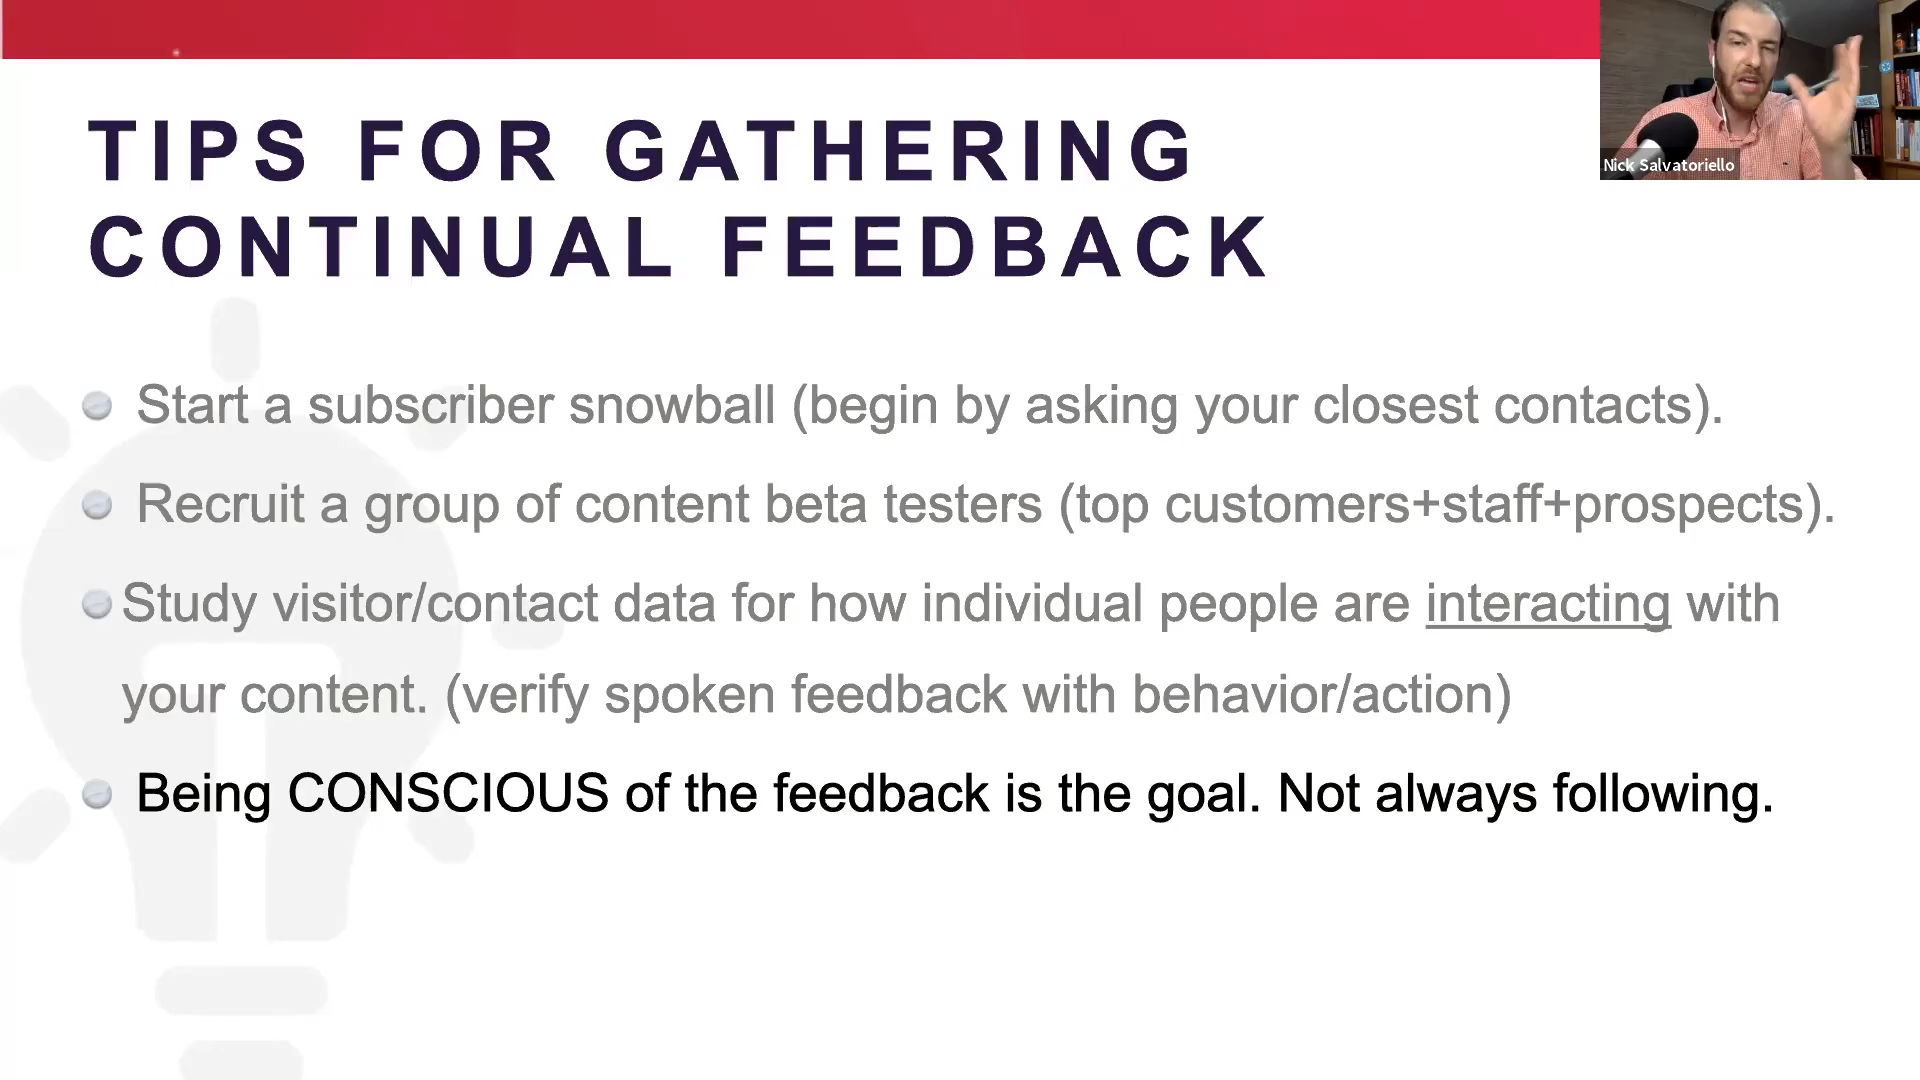 Nick Salvatoriello
TIPS FOR GATHERING
CONTINUAL FEEDBACK
Start a subscriber snowball (begin by asking your closest contacts).
Recruit a group of content beta testers (top customers+staff+prospects).
Study visitor/contact data for how individual people are interacting with
your content. (verify spoken feedback with behavior/action)
Being CONSCIOUS of the feedback is the goal. Not always following.